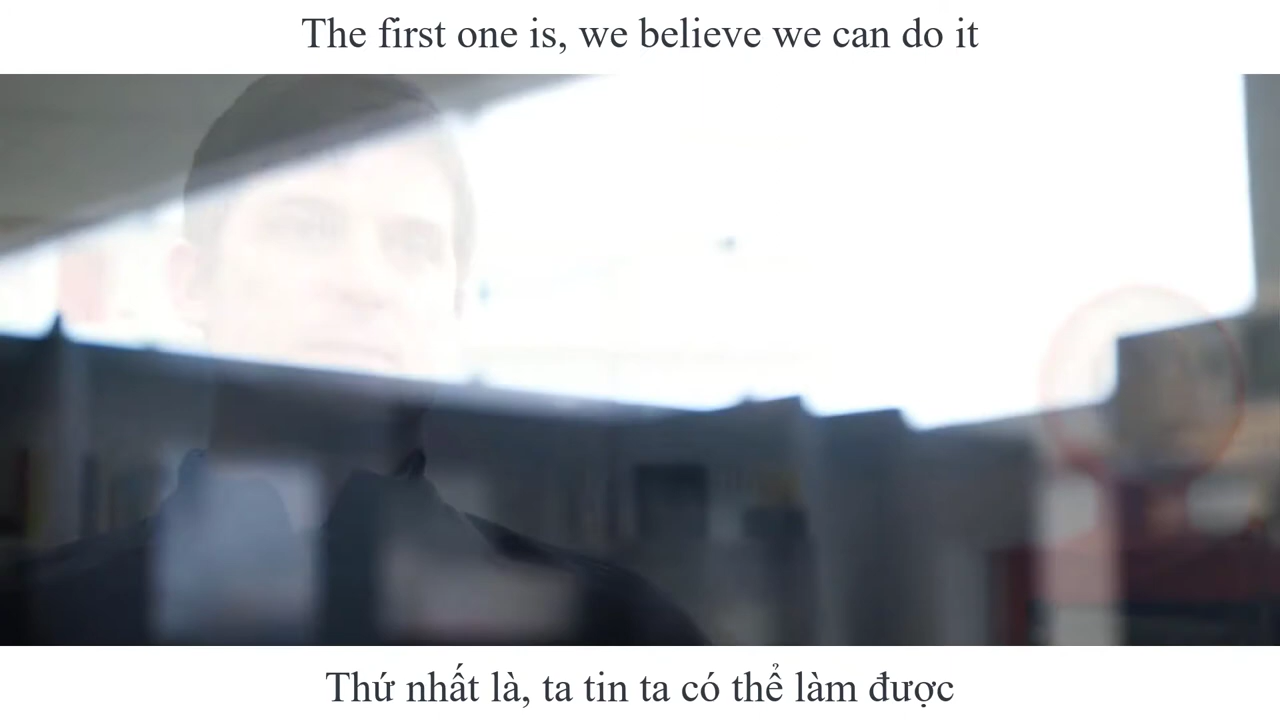 The first one is, we believe we can do it
Thứ nhất là, ta tin ta có thể làm được